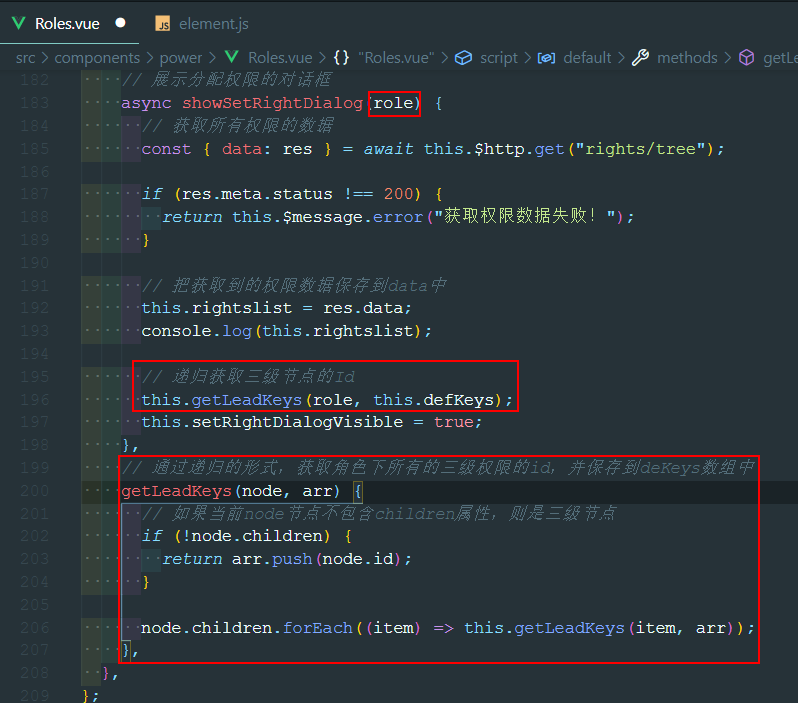 Roles.vue ● JS element.js
src > components > power > Roles.vue > {} "Roles.vue" > script > default > methods > getLe
182 // 展示分配权限的对话框
183 async showSetRightDialog(role) {
184 // 获取所有权限的数据
185 const { data: res } = await this.$http.get("rights/tree");
186
187 if (res.meta.status !== 200) {
188 return this.$message.error("获取权限数据失败！");
189 }
190
191 // 把获取到的权限数据保存到data中
192 this.rightslist = res.data;
193 console.log(this.rightslist);
194
195 // 递归获取三级节点的Id
196 this.getLeadKeys(role, this.defKeys);
197 this.setRightDialogVisible = true;
198 },
199 // 通过递归的形式，获取角色下所有的三级权限的id，并保存到deKeys数组中
200 getLeadKeys(node, arr) {
201 // 如果当前node节点不包含children属性，则是三级节点
202 if (!node.children) {
203 return arr.push(node.id);
204 }
205
206 node.children.forEach((item) => this.getLeadKeys(item, arr));
207 },
208 },
209 };